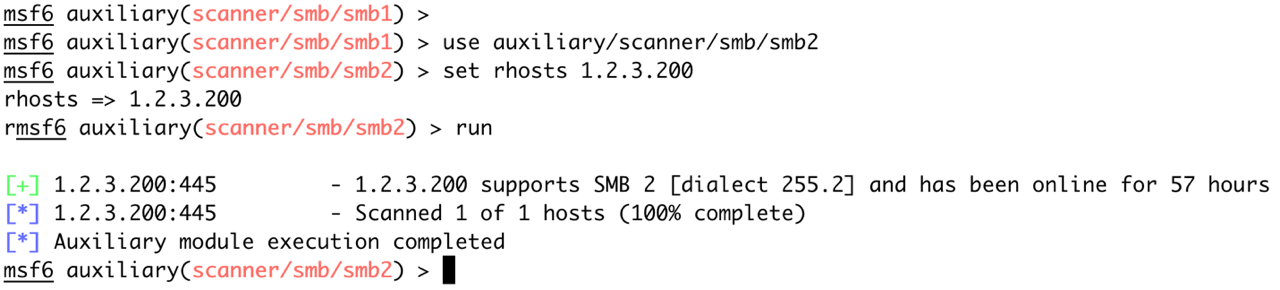 msf6 auxiliary(scanner/smb/smb1) >
msf6 auxiliary(scanner/smb/smb1) > use auxiliary/scanner/smb/smb2
msf6 auxiliary(scanner/smb/smb2) > set rhosts 1.2.3.200
rhosts => 1.2.3.200
rmsf6 auxiliary(scanner/smb/smb2) > run
[+] 1.2.3.200:445 - 1.2.3.200 supports SMB 2 [dialect 255.2] and has been online for 57 hours
[*] 1.2.3.200:445 - Scanned 1 of 1 hosts (100% complete)
[*] Auxiliary module execution completed
msf6 auxiliary(scanner/smb/smb2) >